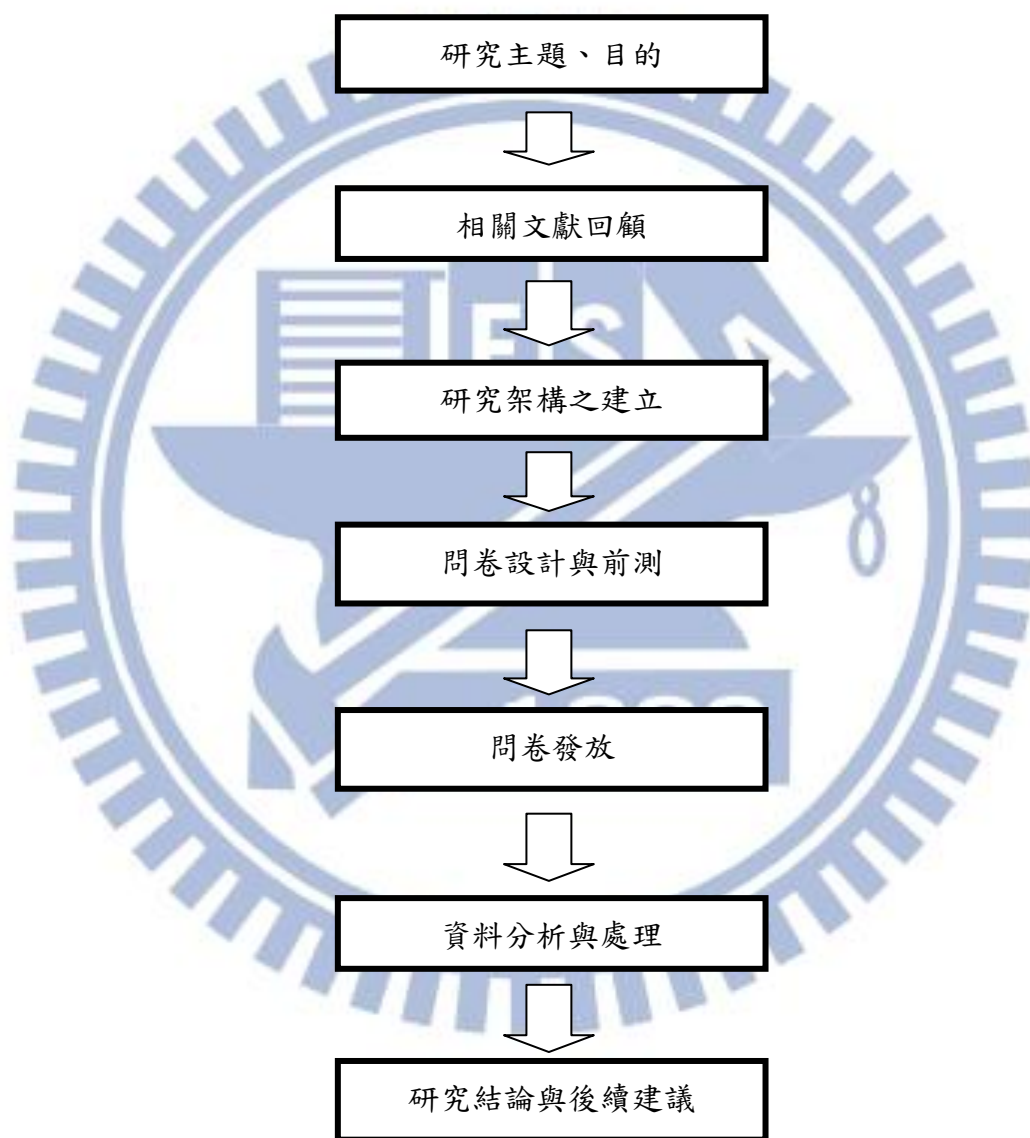 研究主題、目的
相關文獻回顧
研究架構之建立
問卷設計與前測
問卷發放
資料分析與處理
研究結論與後續建議